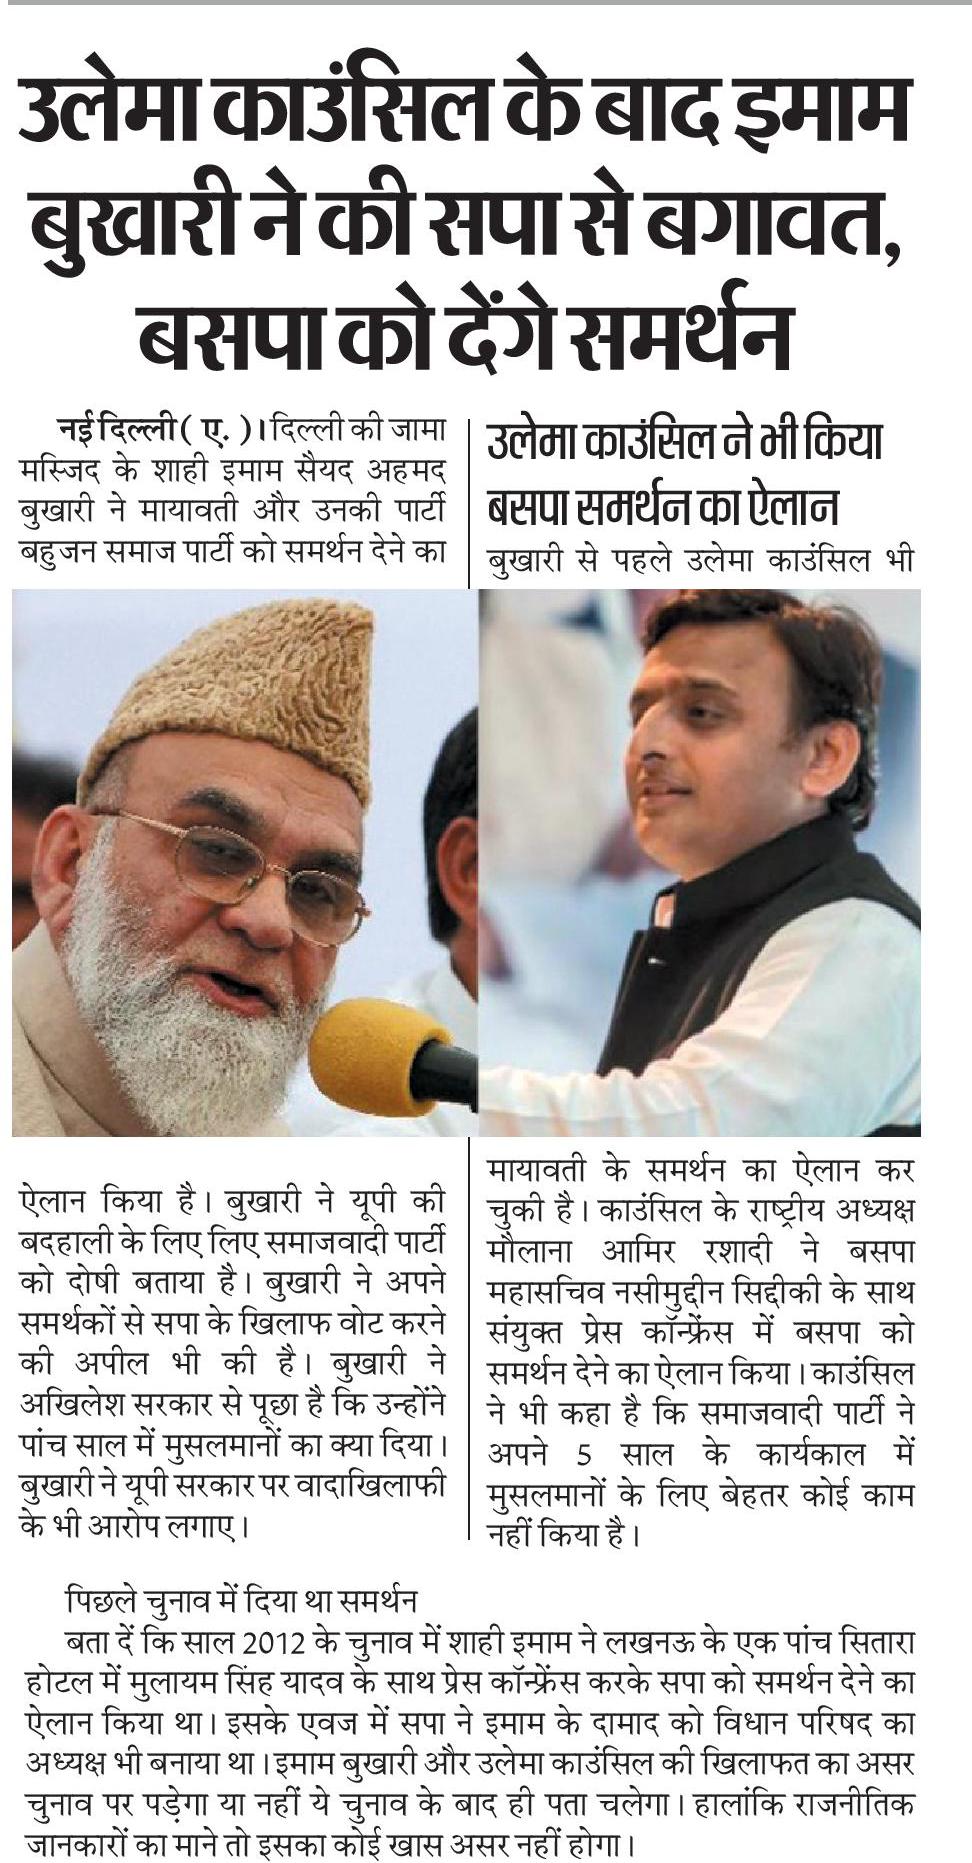 उलेमा काउंसिल के बाद इमाम
बुखारी ने की सपा से बगावत,
बसपा को देंगे समर्थन
नई दिल्ली ( ए. )। दिल्ली की जामा
मस्जिद के शाही इमाम सैयद अहमद
बुखारी ने मायावती और उनकी पार्टी
बहुजन समाज पार्टी को समर्थन देने का
ऐलान किया है। बुखारी ने यूपी की
बदहाली के लिए लिए समाजवादी पार्टी
को दोषी बताया है। बुखारी ने अपने
समर्थकों से सपा के खिलाफ वोट करने
की अपील भी की है। बुखारी ने
अखिलेश सरकार से पूछा है कि उन्होंने
पांच साल में मुसलमानों का क्या दिया।
बुखारी ने यूपी सरकार पर वादाखिलाफी
के भी आरोप लगाए।
उलेमा काउंसिल ने भी किया
बसपा समर्थन का ऐलान
बुखारी से पहले उलेमा काउंसिल भी
मायावती के समर्थन का ऐलान कर
चुकी है। काउंसिल के राष्ट्रीय अध्यक्ष
मौलाना आमिर रशादी ने बसपा
महासचिव नसीमुद्दीन सिद्दीकी के साथ
संयुक्त प्रेस कॉन्फ्रेंस में बसपा को
समर्थन देने का ऐलान किया। काउंसिल
ने भी कहा है कि समाजवादी पार्टी ने
अपने 5 साल के कार्यकाल में
मुसलमानों के लिए बेहतर कोई काम
नहीं किया है।
पिछले चुनाव में दिया था समर्थन
बता दें कि साल 2012 के चुनाव में शाही इमाम ने लखनऊ के एक पांच सितारा
होटल में मुलायम सिंह यादव के साथ प्रेस कॉन्फ्रेंस करके सपा को समर्थन देने का
ऐलान किया था। इसके एवज में सपा ने इमाम के दामाद को विधान परिषद का
अध्यक्ष भी बनाया था। इमाम बुखारी और उलेमा काउंसिल की खिलाफत का असर
चुनाव पर पड़ेगा या नहीं ये चुनाव के बाद ही पता चलेगा। हालांकि राजनीतिक
जानकारों का माने तो इसका कोई खास असर नहीं होगा।